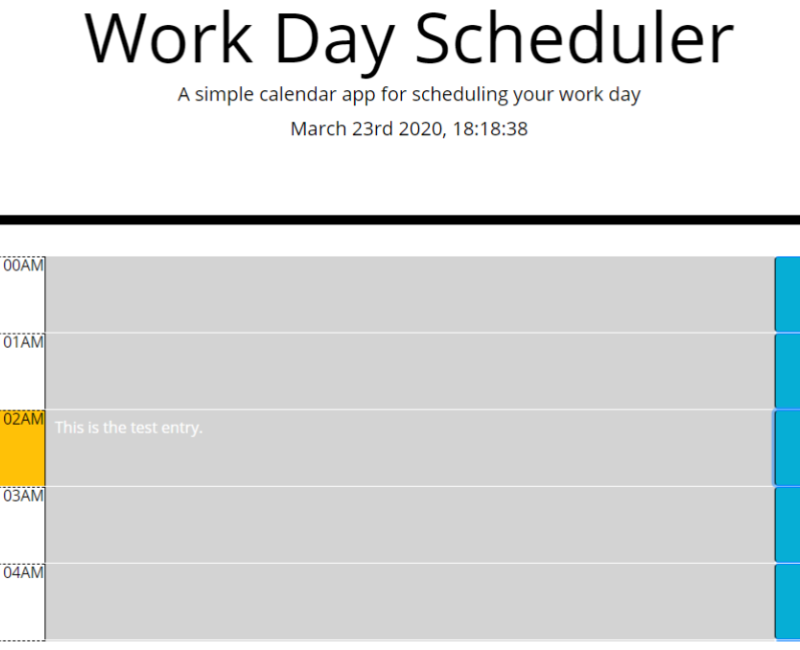 Work Day Scheduler
A simple calendar app for scheduling your work day
March 23rd 2020, 18:18:38
00AM
01AM
02AM
This is the test entry.
03AM
04AM